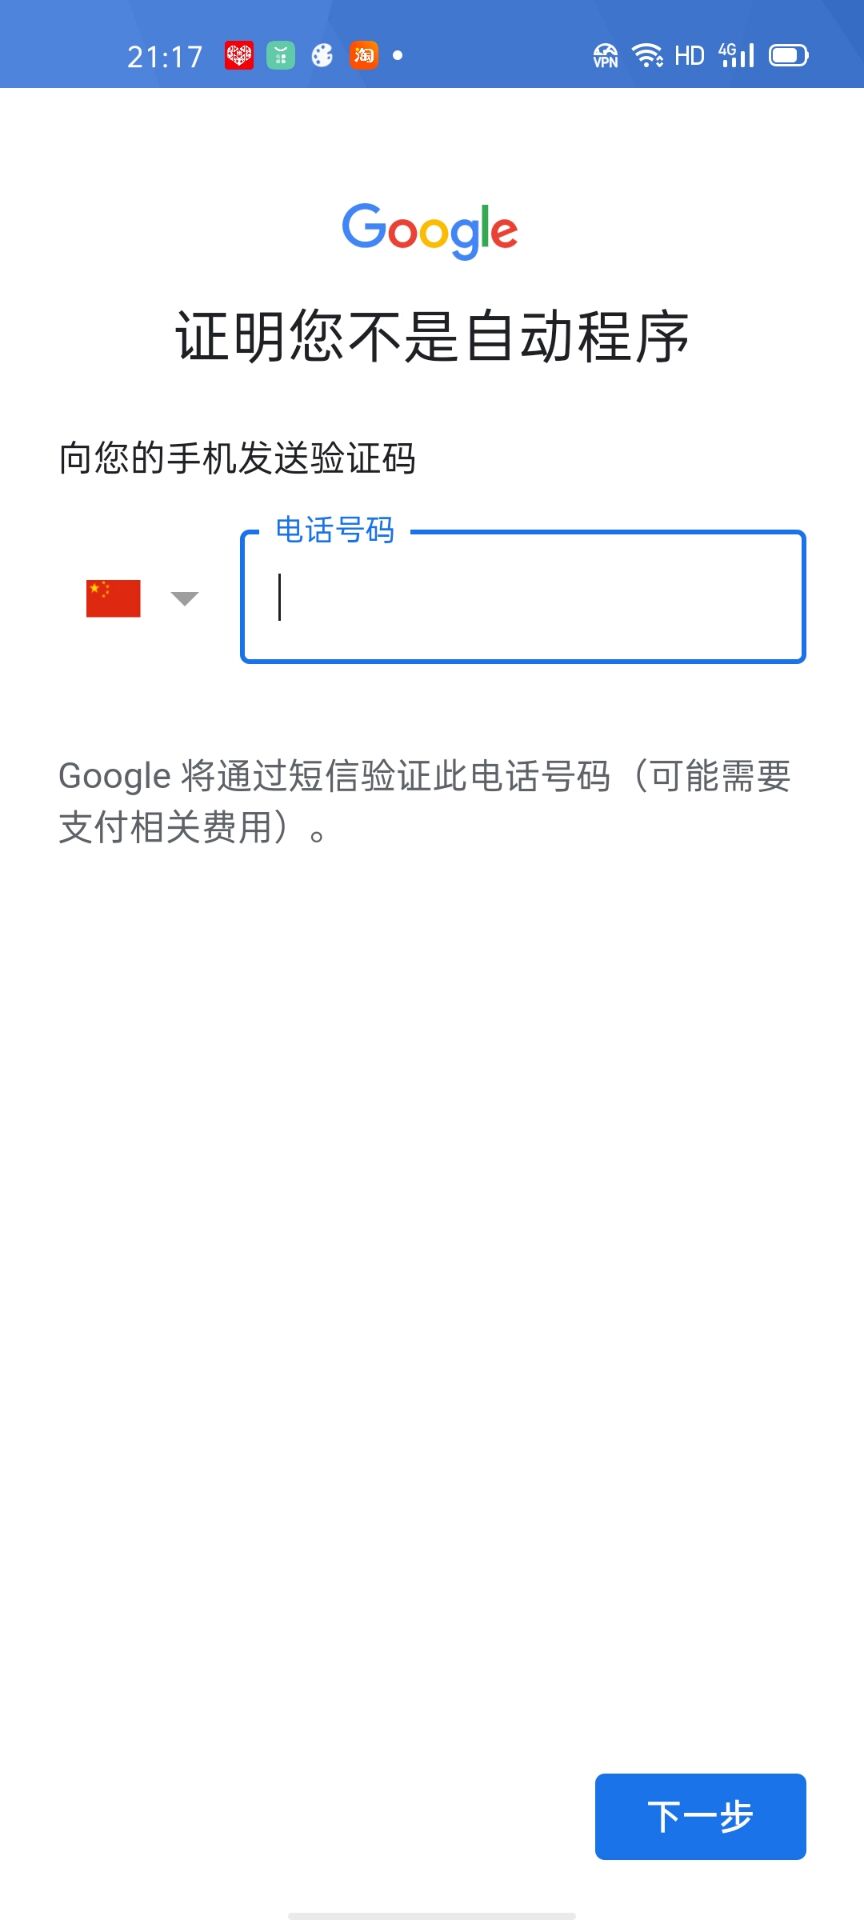 21:17 淘 VPN HD 4G
Google
证明您不是自动程序
向您的手机发送验证码
电话号码
Google 将通过短信验证此电话号码（可能需要
支付相关费用）。
下一步